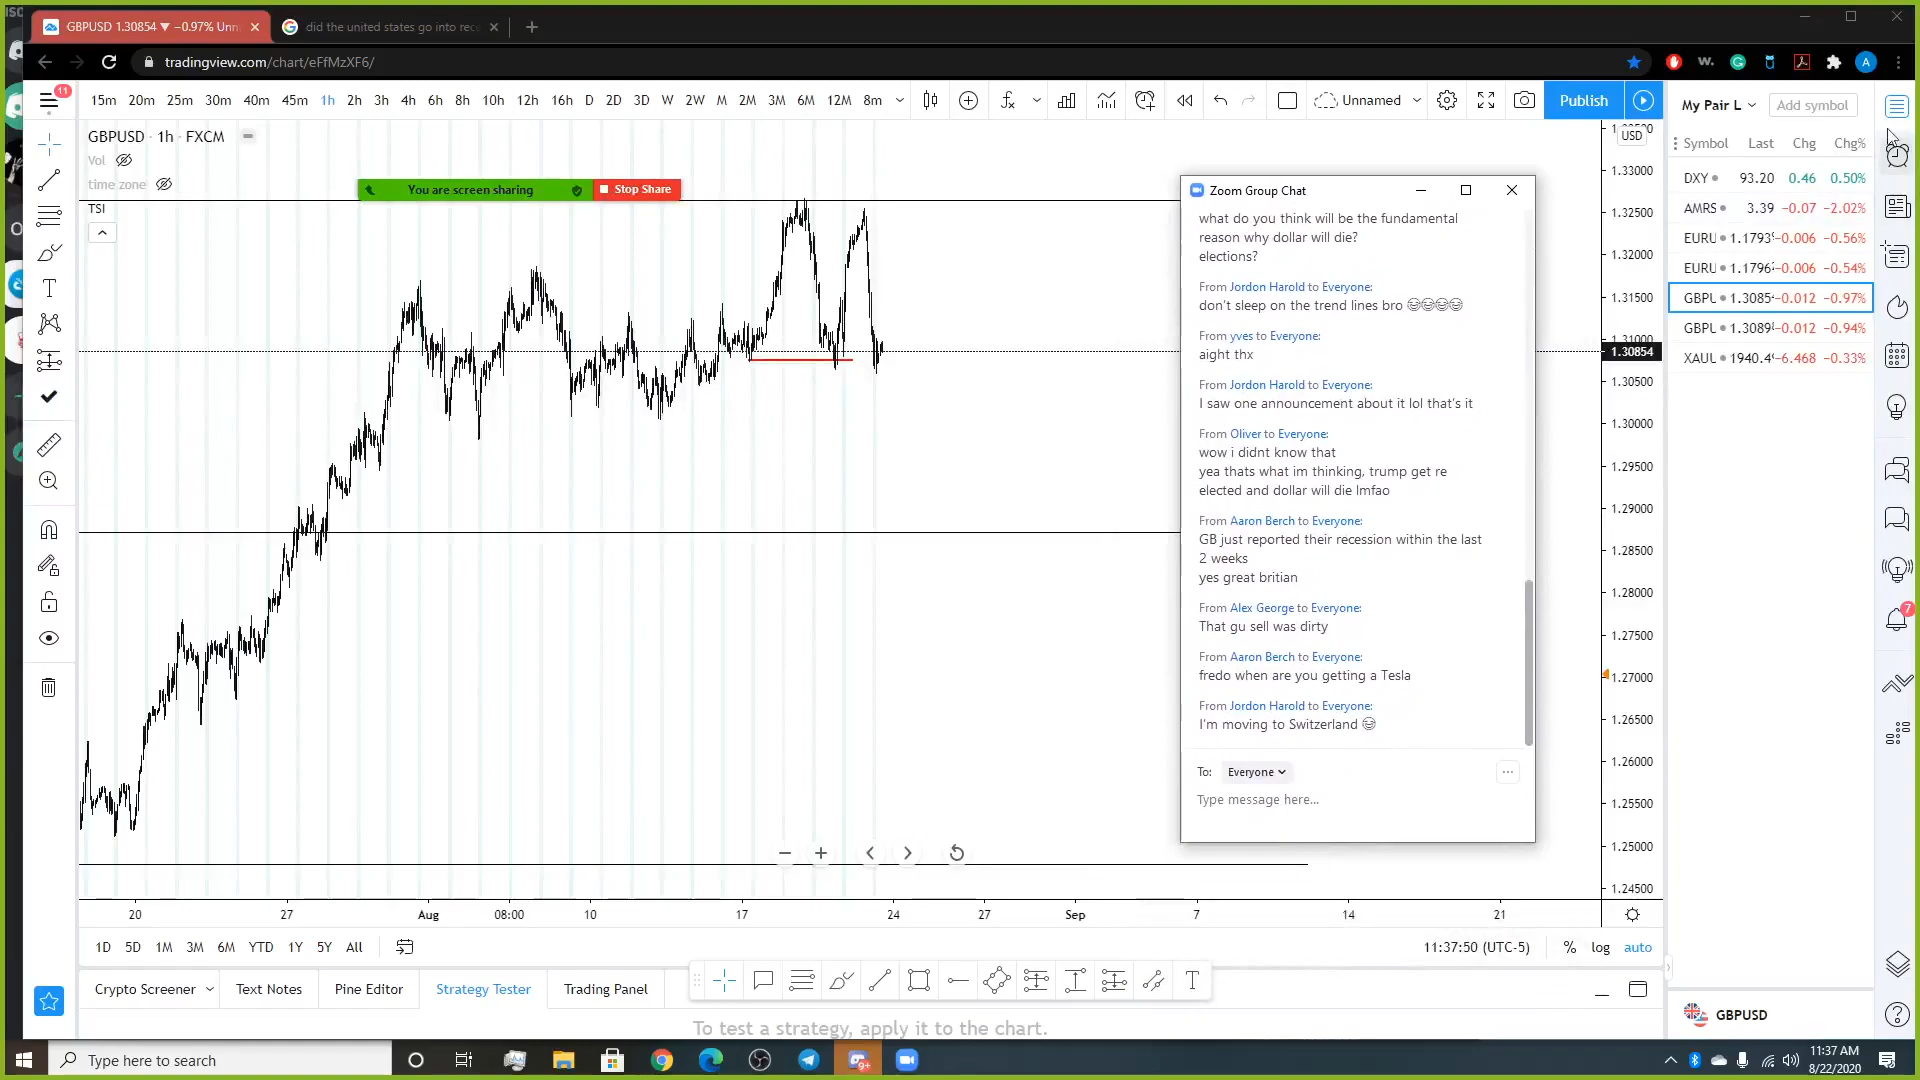 GBPUSD 1.30854 ▼ −0.97% Unn
did the united states go into rec
tradingview.com/chart/eFfMzXF6/
11
15m 20m 25m 30m 40m 45m 1h 2h 3h 4h 6h 8h 10h 12h 16h D 2D 3D W 2W M 2M 3M 6M 12M 8m
Unnamed
Publish
My Pair L
Add symbol
GBPUSD · 1h · FXCM
Vol
time zone
TSI
You are screen sharing
Stop Share
USD
1.33000
1.32500
1.32000
1.31500
1.31000
1.30854
1.30500
1.30000
1.29500
1.29000
1.28500
1.28000
1.27500
1.27000
1.26500
1.26000
1.25500
1.25000
1.24500
Symbol Last Chg Chg%
DXY 93.20 0.46 0.50%
AMRS 3.39 −0.07 −2.02%
EURU 1.1793 −0.006 −0.56%
EURU 1.1796 −0.006 −0.54%
GBPU 1.3085 −0.012 −0.97%
GBPU 1.3089 −0.012 −0.94%
XAUU 1940.4 −6.468 −0.33%
Zoom Group Chat
what do you think will be the fundamental
reason why dollar will die?
elections?
From Jordon Harold to Everyone:
don't sleep on the trend lines bro 😂😂😂😂
From yves to Everyone:
aight thx
From Jordon Harold to Everyone:
I saw one announcement about it lol that's it
From Oliver to Everyone:
wow i didnt know that
yea thats what im thinking, trump get re
elected and dollar will die lmfao
From Aaron Berch to Everyone:
GB just reported their recession within the last
2 weeks
yes great britian
From Alex George to Everyone:
That gu sell was dirty
From Aaron Berch to Everyone:
fredo when are you getting a Tesla
From Jordon Harold to Everyone:
I'm moving to Switzerland 😂
To: Everyone
Type message here...
7
20 27 Aug 08:00 10 17 24 27 Sep 7 14 21
1D 5D 1M 3M 6M YTD 1Y 5Y All
11:37:50 (UTC-5) % log auto
Crypto Screener Text Notes Pine Editor Strategy Tester Trading Panel
To test a strategy, apply it to the chart.
GBPUSD
Type here to search
9+
11:37 AM
8/22/2020